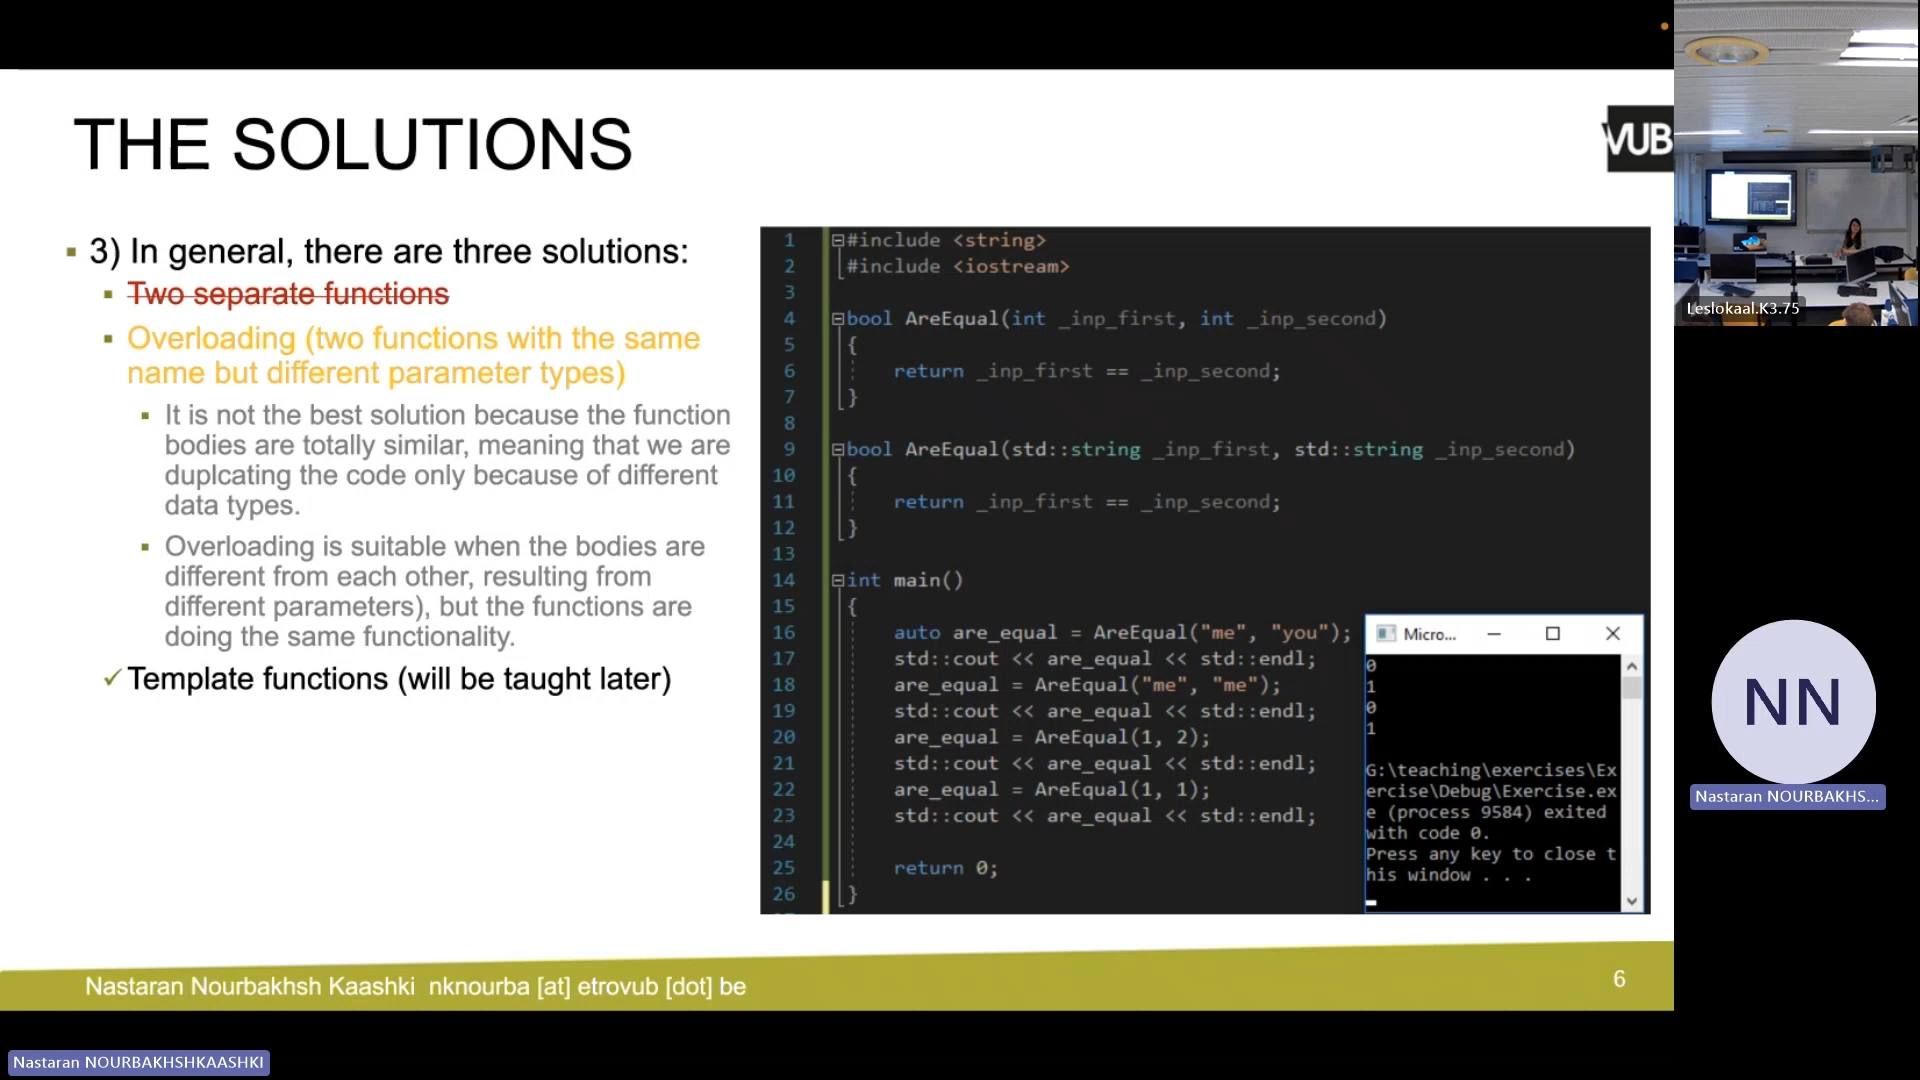 THE SOLUTIONS
VUB
3) In general, there are three solutions:
Two separate functions
Overloading (two functions with the same
name but different parameter types)
It is not the best solution because the function
bodies are totally similar, meaning that we are
duplcating the code only because of different
data types.
Overloading is suitable when the bodies are
different from each other, resulting from
different parameters), but the functions are
doing the same functionality.
Template functions (will be taught later)
1 #include <string>
2 #include <iostream>
3
4 bool AreEqual(int _inp_first, int _inp_second)
5 {
6 return _inp_first == _inp_second;
7 }
8
9 bool AreEqual(std::string _inp_first, std::string _inp_second)
10 {
11 return _inp_first == _inp_second;
12 }
13
14 int main()
15 {
16 auto are_equal = AreEqual("me", "you");
17 std::cout << are_equal << std::endl;
18 are_equal = AreEqual("me", "me");
19 std::cout << are_equal << std::endl;
20 are_equal = AreEqual(1, 2);
21 std::cout << are_equal << std::endl;
22 are_equal = AreEqual(1, 1);
23 std::cout << are_equal << std::endl;
24
25 return 0;
26 }
Micro...
0
1
0
1
G:\teaching\exercises\Ex
ercise\Debug\Exercise.ex
e (process 9584) exited
with code 0.
Press any key to close t
his window . . .
Nastaran Nourbakhsh Kaashki nknourba [at] etrovub [dot] be
6
Leslokaal.K3.75
NN
Nastaran NOURBAKHS...
Nastaran NOURBAKHSHKAASHKI